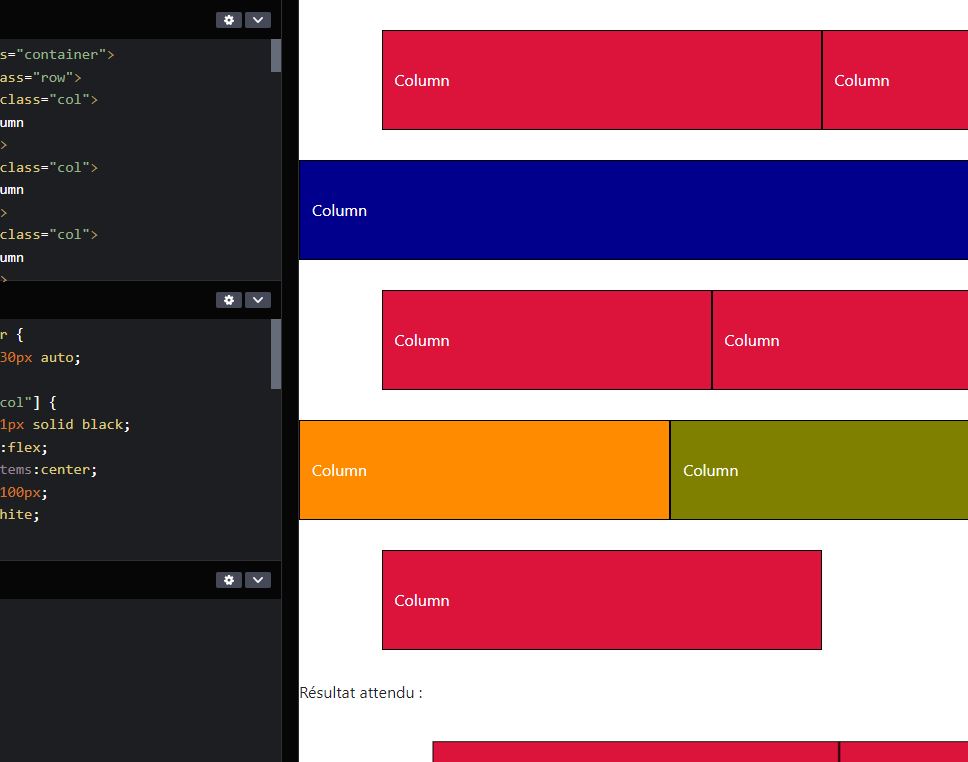 s="container">
ass="row">
class="col">
umn
>
class="col">
umn
>
class="col">
umn
>
r {
30px auto;
col"] {
1px solid black;
:flex;
tems:center;
100px;
hite;
Column Column
Column
Column Column
Column Column
Column
Résultat attendu :